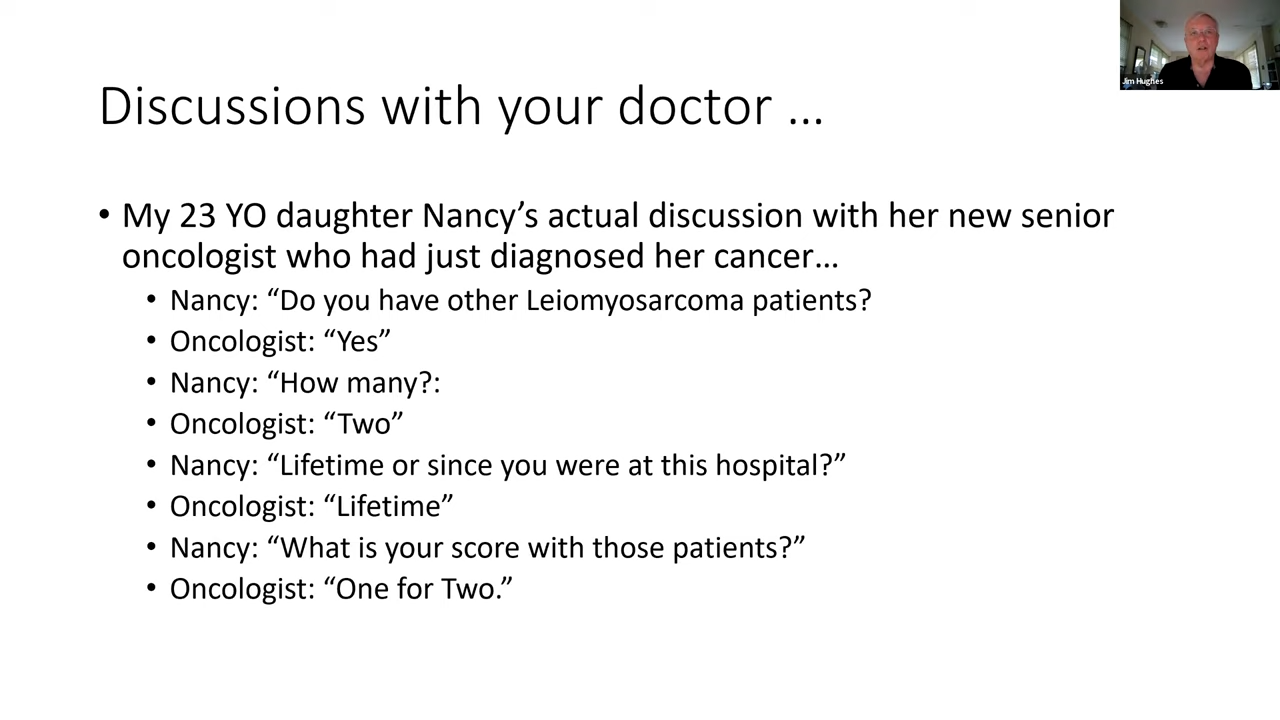 Jim Hughes
Discussions with your doctor …
• My 23 YO daughter Nancy’s actual discussion with her new senior
oncologist who had just diagnosed her cancer…
• Nancy: “Do you have other Leiomyosarcoma patients?
• Oncologist: “Yes”
• Nancy: “How many?:
• Oncologist: “Two”
• Nancy: “Lifetime or since you were at this hospital?”
• Oncologist: “Lifetime”
• Nancy: “What is your score with those patients?”
• Oncologist: “One for Two.”